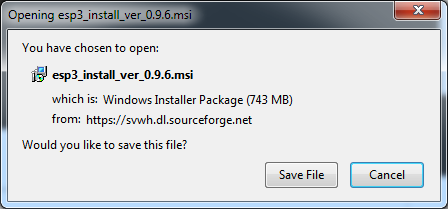 Opening esp3_install_ver_0.9.6.msi
You have chosen to open:
esp3_install_ver_0.9.6.msi
which is: Windows Installer Package (743 MB)
from: https://svwh.dl.sourceforge.net
Would you like to save this file?
Save File Cancel